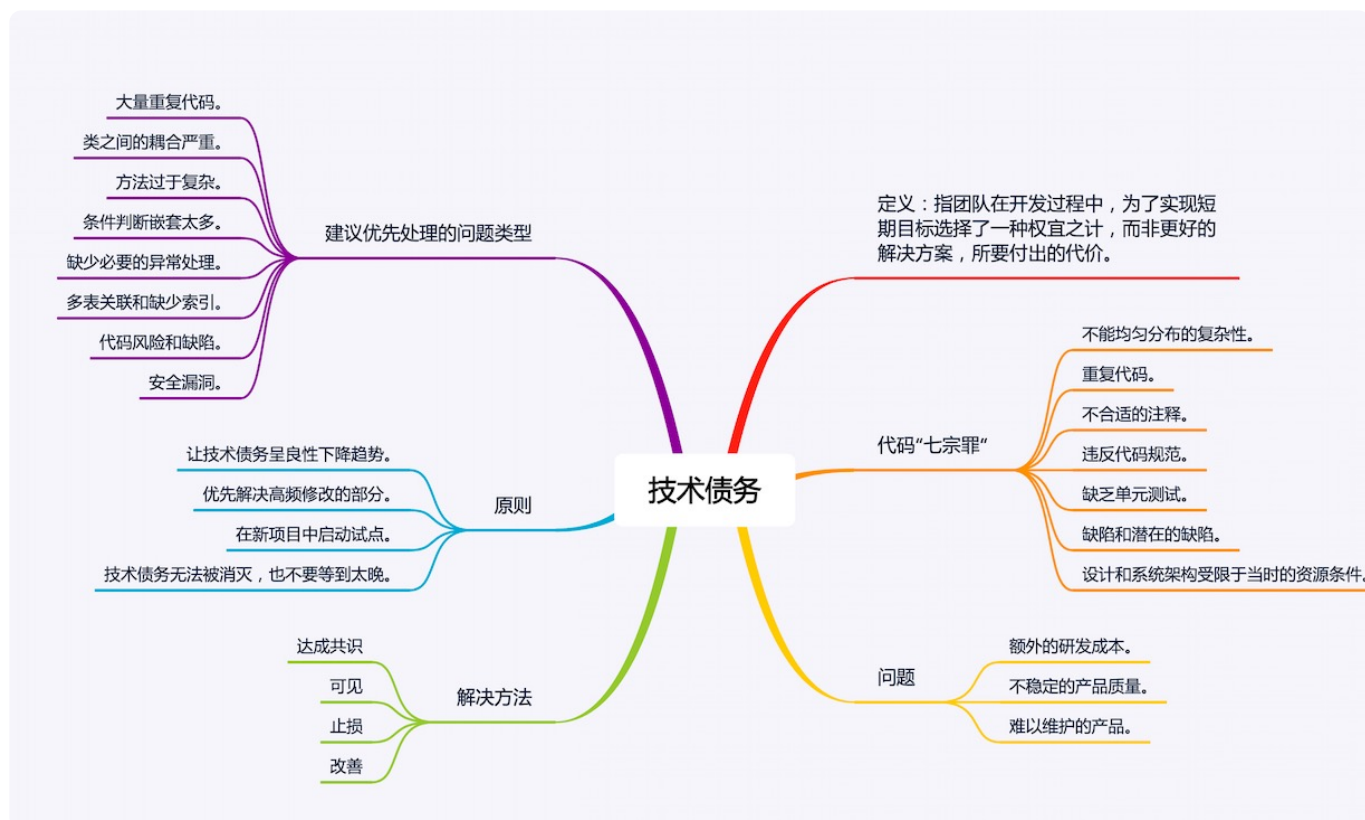 技术债务
定义：指团队在开发过程中，为了实现短
期目标选择了一种权宜之计，而非更好的
解决方案，所要付出的代价。
代码“七宗罪”
不能均匀分布的复杂性。
重复代码。
不合适的注释。
违反代码规范。
缺乏单元测试。
缺陷和潜在的缺陷。
设计和系统架构受限于当时的资源条件。
问题
额外的研发成本。
不稳定的产品质量。
难以维护的产品。
解决方法
达成共识
可见
止损
改善
原则
让技术债务呈良性下降趋势。
优先解决高频修改的部分。
在新项目中启动试点。
技术债务无法被消灭，也不要等到太晚。
建议优先处理的问题类型
大量重复代码。
类之间的耦合严重。
方法过于复杂。
条件判断嵌套太多。
缺少必要的异常处理。
多表关联和缺少索引。
代码风险和缺陷。
安全漏洞。